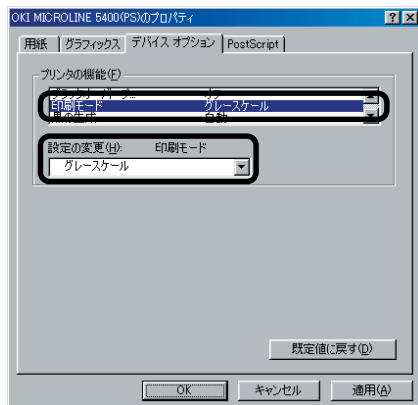 OKI MICROLINE 5400(PS)のプロパティ
用紙 グラフィックス デバイス オプション PostScript
プリンタの機能(F)
印刷モード グレースケール
黒の生成 自動
設定の変更(H): 印刷モード
グレースケール
既定値に戻す(D)
OK キャンセル 適用(A)